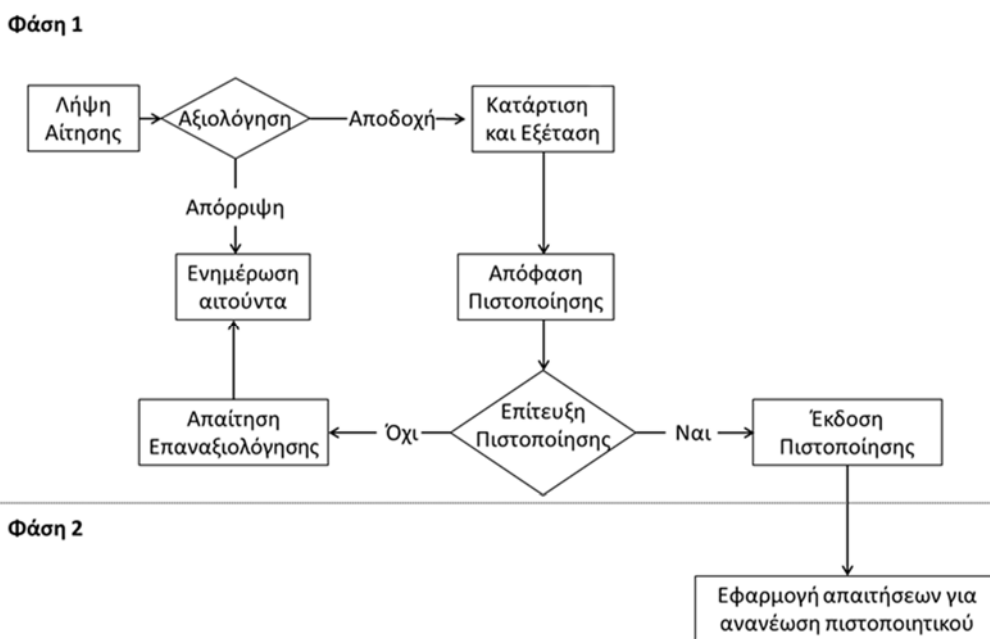 Φάση 1
Λήψη
Αίτησης
Αξιολόγηση
Αποδοχή
Κατάρτιση
και Εξέταση
Απόρριψη
Ενημέρωση
αιτούντα
Απόφαση
Πιστοποίησης
Επίτευξη
Πιστοποίησης
Όχι
Απαίτηση
Επαναξιολόγησης
Ναι
Έκδοση
Πιστοποίησης
Φάση 2
Εφαρμογή απαιτήσεων για
ανανέωση πιστοποιητικού